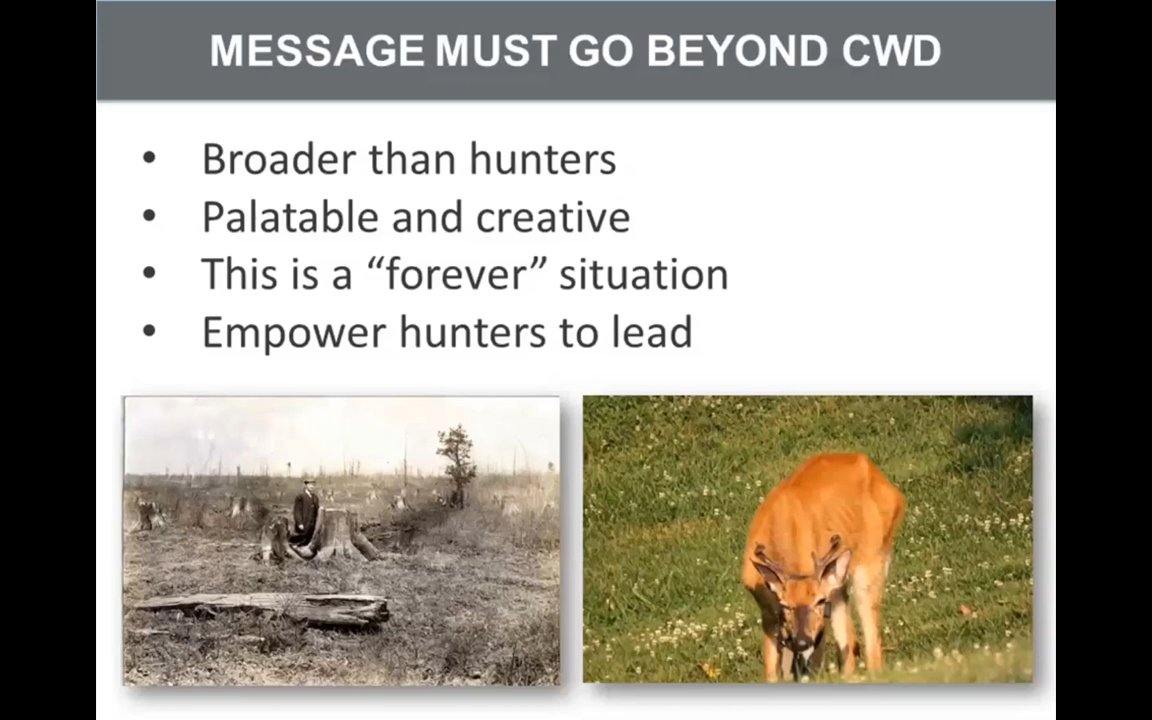 MESSAGE MUST GO BEYOND CWD
• Broader than hunters
• Palatable and creative
• This is a “forever” situation
• Empower hunters to lead